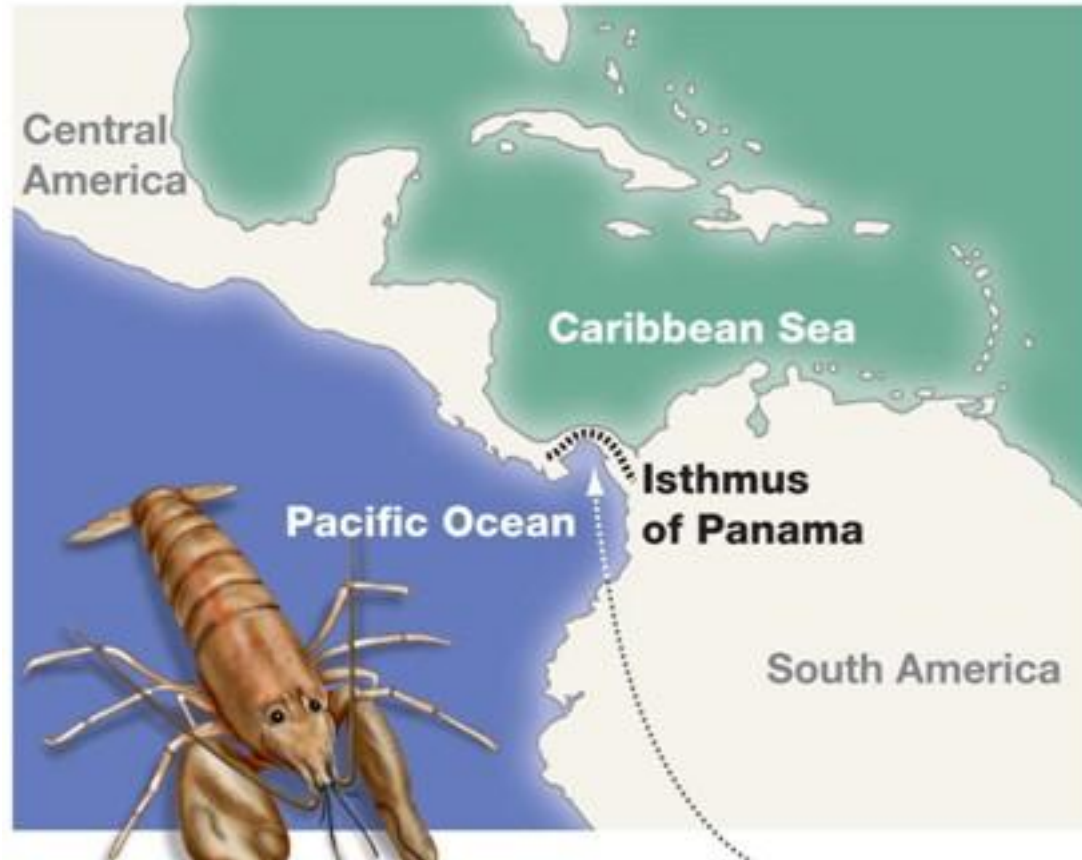 Central
America
Caribbean Sea
Isthmus
of Panama
Pacific Ocean
South America